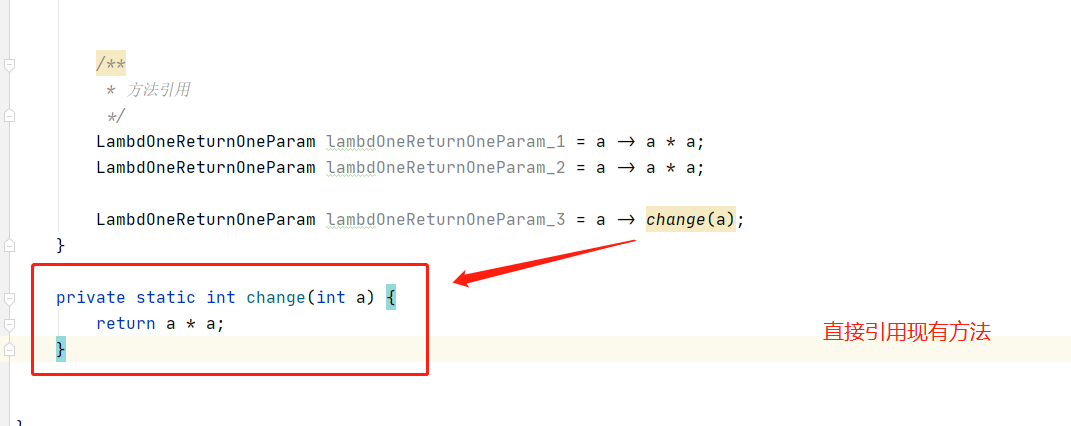 /**
* 方法引用
*/
LambdOneReturnOneParam lambdOneReturnOneParam_1 = a -> a * a;
LambdOneReturnOneParam lambdOneReturnOneParam_2 = a -> a * a;
LambdOneReturnOneParam lambdOneReturnOneParam_3 = a -> change(a);
}
private static int change(int a) {
return a * a;
}
直接引用现有方法
}